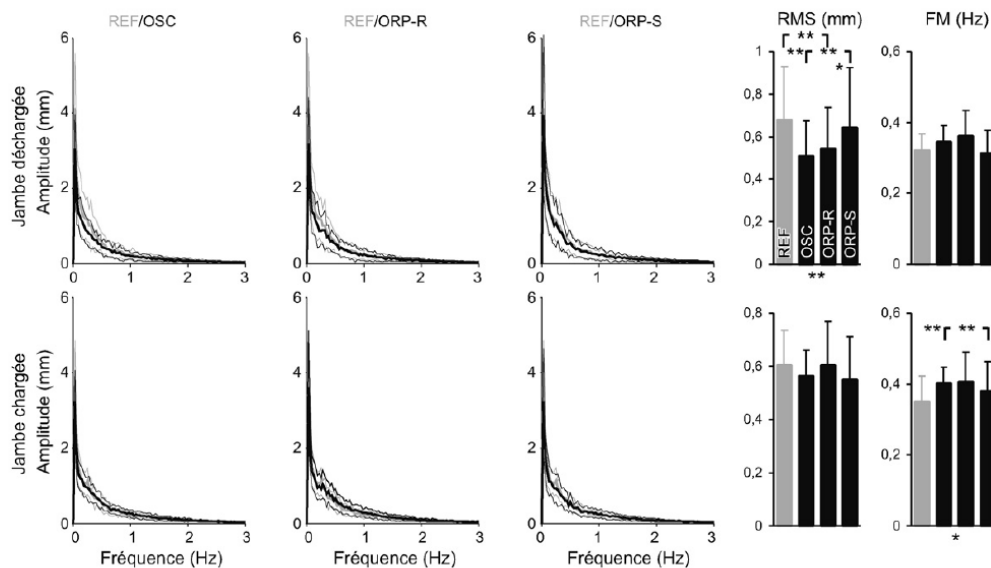 REF/OSC REF/ORP-R REF/ORP-S RMS (mm) FM (Hz)
Jambe déchargée
Amplitude (mm)
6
4
2
0
0 1 2 3
6
4
2
0
0 1 2 3
6
4
2
0
0 1 2 3
1
0,8
0,6
0,4
0,2
0
** ** ** *
REF
OSC
ORP-R
ORP-S
**
0,6
0,4
0,2
0
Jambe chargée
Amplitude (mm)
6
4
2
0
0 1 2 3
Fréquence (Hz)
6
4
2
0
0 1 2 3
Fréquence (Hz)
6
4
2
0
0 1 2 3
Fréquence (Hz)
0,8
0,6
0,4
0,2
0
0,6
0,4
0,2
0
** **
*